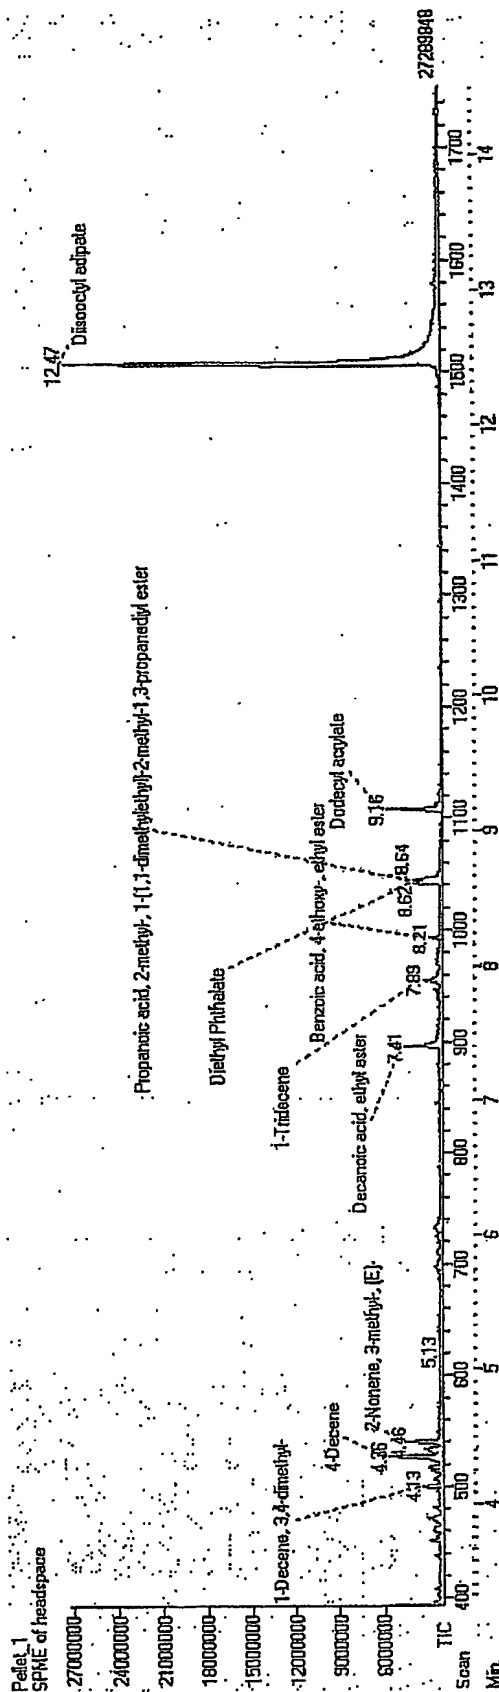 Pellet_1
SPME of headspace
27000000
24000000
21000000
18000000
15000000
12000000
9000000
6000000
TIC
Scan
Min.
1-Decene, 3,4-dimethyl-
4.13
4-Decene
4.36
2-Nonene, 3-methyl-, (E)-
4.46
5.13
Decanoic acid, ethyl ester
7.41
1-Tridecene
7.89
Benzoic acid, 4-ethoxy-, ethyl ester
8.21
Diethyl Phthalate
8.62
Propanoic acid, 2-methyl-, 1-(1,1-dimethylethyl)-2-methyl-1,3-propanediyl ester
8.64
Dodecyl acrylate
9.16
12.47
Diisooctyl adipate
27289848
400 500 600 700 800 900 1000 1100 1200 1300 1400 1500 1600 1700
4 5 6 7 8 9 10 11 12 13 14